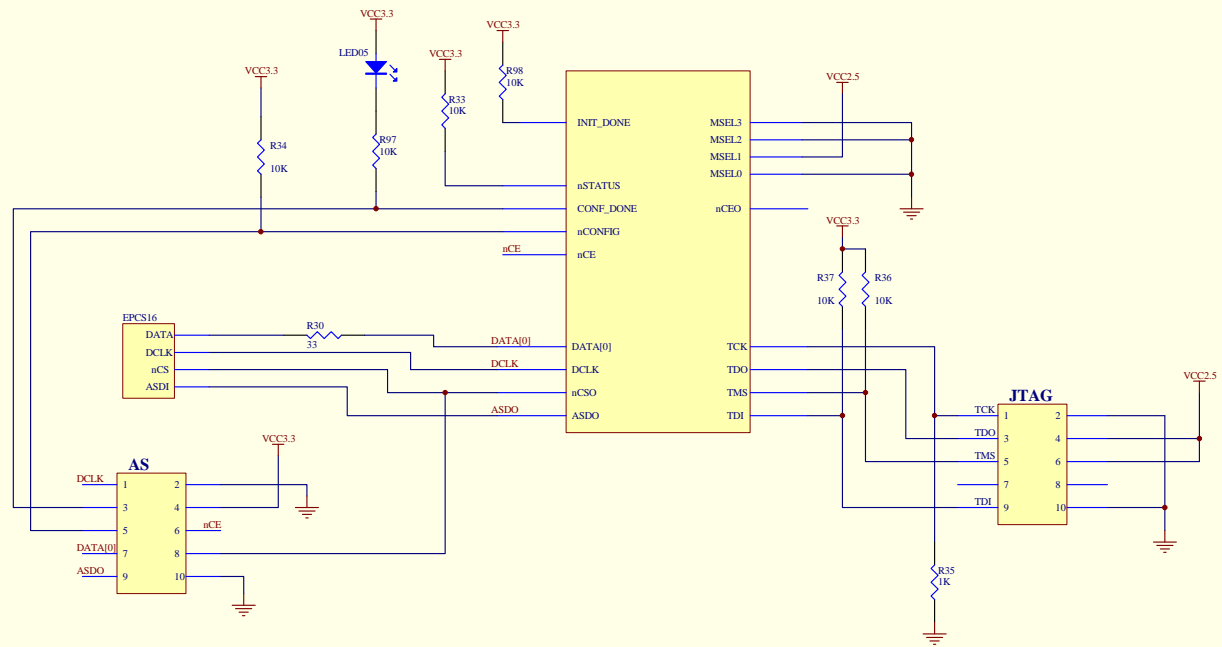 VCC3.3
VCC3.3
LED05
VCC3.3
VCC3.3
R98
10K
R33
10K
R34
10K
R97
10K
VCC2.5
INIT_DONE
nSTATUS
CONF_DONE
nCONFIG
nCE
nCE
MSEL3
MSEL2
MSEL1
MSEL0
nCEO
VCC3.3
R37
10K
R36
10K
EPCS16
DATA
DCLK
nCS
ASDI
R30
33
DATA[0]
DCLK
ASDO
DATA[0]
DCLK
nCSO
ASDO
TCK
TDO
TMS
TDI
VCC2.5
JTAG
TCK 1 2
TDO 3 4
TMS 5 6
7 8
TDI 9 10
VCC3.3
AS
DCLK 1 2
3 4
5 6 nCE
DATA[0] 7 8
ASDO 9 10
R35
1K